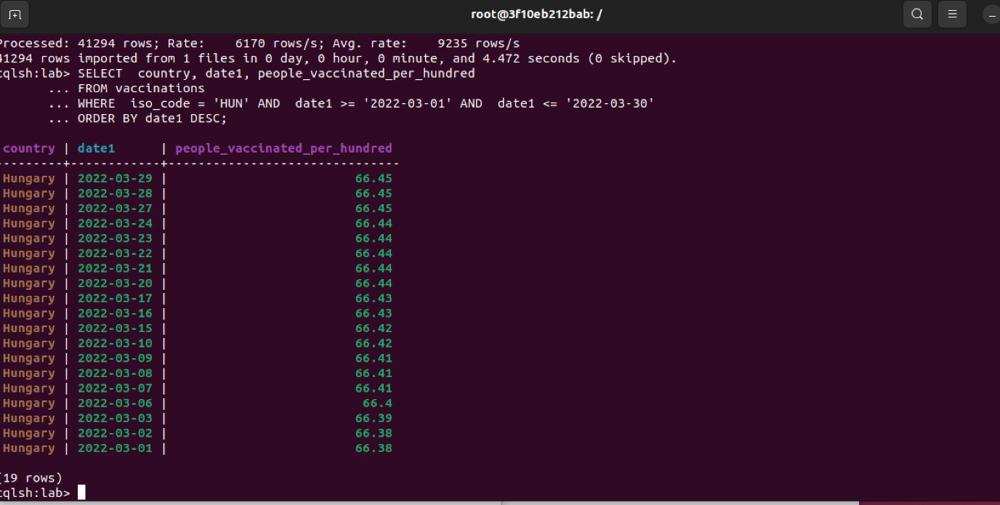 root@3f10eb212bab: /
Processed: 41294 rows; Rate:    6170 rows/s; Avg. rate:    9235 rows/s
41294 rows imported from 1 files in 0 day, 0 hour, 0 minute, and 4.472 seconds (0 skipped).
cqlsh:lab> SELECT  country, date1, people_vaccinated_per_hundred
       ... FROM vaccinations
       ... WHERE  iso_code = 'HUN' AND  date1 >= '2022-03-01' AND  date1 <= '2022-03-30'
       ... ORDER BY date1 DESC;
country | date1      | people_vaccinated_per_hundred
---------+------------+-------------------------------
Hungary | 2022-03-29 |                         66.45
Hungary | 2022-03-28 |                         66.45
Hungary | 2022-03-27 |                         66.45
Hungary | 2022-03-24 |                         66.44
Hungary | 2022-03-23 |                         66.44
Hungary | 2022-03-22 |                         66.44
Hungary | 2022-03-21 |                         66.44
Hungary | 2022-03-20 |                         66.44
Hungary | 2022-03-17 |                         66.43
Hungary | 2022-03-16 |                         66.43
Hungary | 2022-03-15 |                         66.42
Hungary | 2022-03-10 |                         66.42
Hungary | 2022-03-09 |                         66.41
Hungary | 2022-03-08 |                         66.41
Hungary | 2022-03-07 |                         66.41
Hungary | 2022-03-06 |                          66.4
Hungary | 2022-03-03 |                         66.39
Hungary | 2022-03-02 |                         66.38
Hungary | 2022-03-01 |                         66.38
(19 rows)
cqlsh:lab>